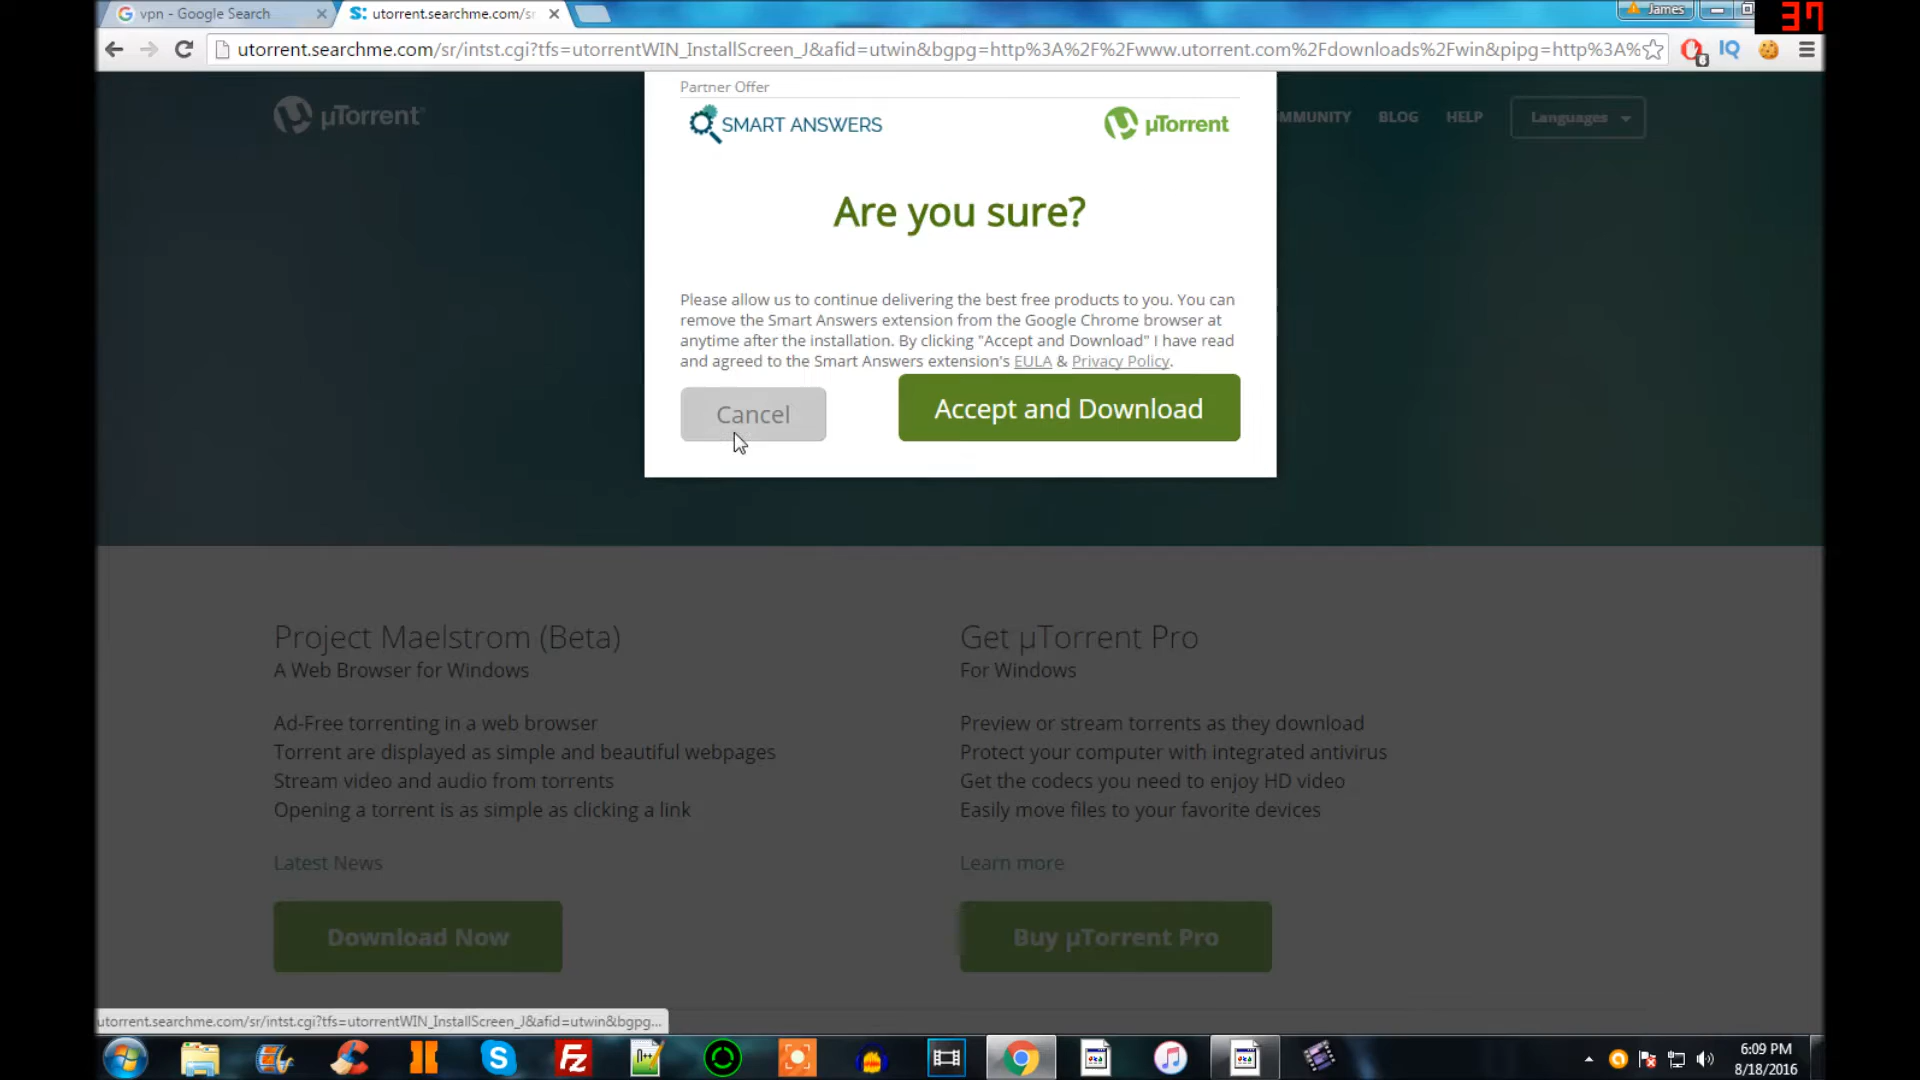 vpn - Google Search
utorrent.searchme.com/sr
James
37
utorrent.searchme.com/sr/intst.cgi?tfs=utorrentWIN_InstallScreen_J&afid=utwin&bgpg=http%3A%2F%2Fwww.utorrent.com%2Fdownloads%2Fwin&pipg=http%3A%
6
IQ
µTorrent
MMUNITY
BLOG
HELP
Languages
Partner Offer
SMART ANSWERS
µTorrent
Are you sure?
Please allow us to continue delivering the best free products to you. You can
remove the Smart Answers extension from the Google Chrome browser at
anytime after the installation. By clicking "Accept and Download" I have read
and agreed to the Smart Answers extension's EULA & Privacy Policy.
Cancel
Accept and Download
Project Maelstrom (Beta)
A Web Browser for Windows
Ad-Free torrenting in a web browser
Torrent are displayed as simple and beautiful webpages
Stream video and audio from torrents
Opening a torrent is as simple as clicking a link
Latest News
Download Now
Get µTorrent Pro
For Windows
Preview or stream torrents as they download
Protect your computer with integrated antivirus
Get the codecs you need to enjoy HD video
Easily move files to your favorite devices
Learn more
Buy µTorrent Pro
utorrent.searchme.com/sr/intst.cgi?tfs=utorrentWIN_InstallScreen_J&afid=utwin&bgpg...
6:09 PM
8/18/2016